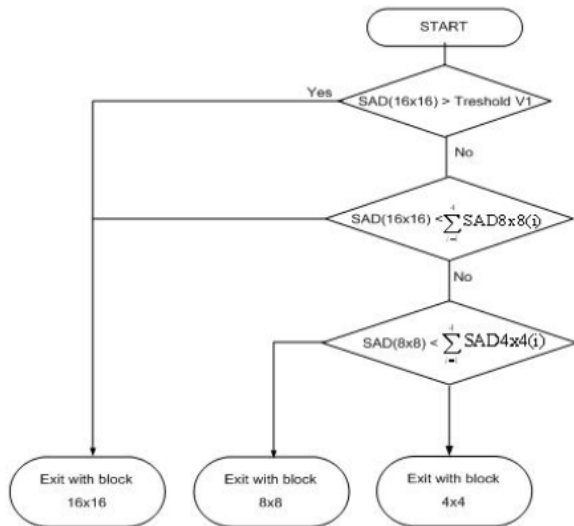 START
Yes
SAD(16x16) > Treshold V1
No
SAD(16x16) < ∑ SAD8x8(i)
No
SAD(8x8) < ∑ SAD4x4(i)
Exit with block
16x16
Exit with block
8x8
Exit with block
4x4